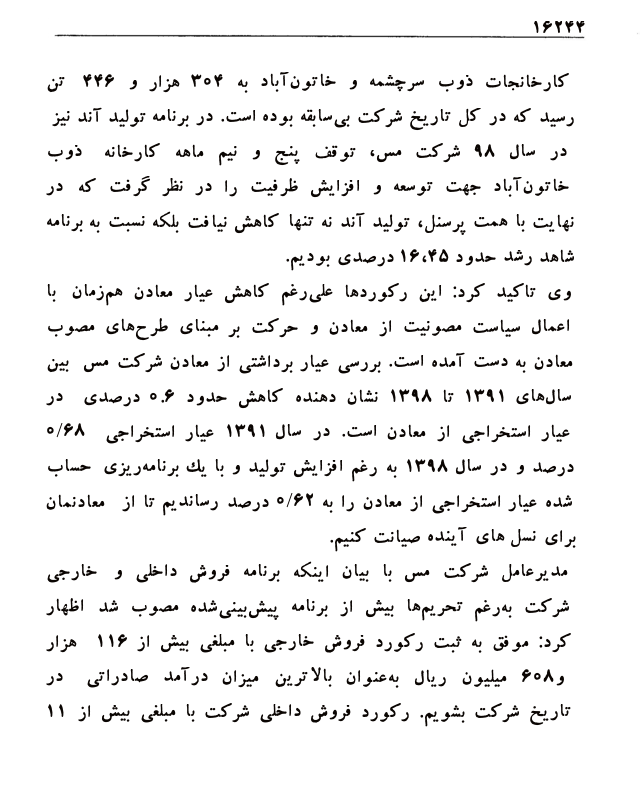 ۱۶۲۴۴
کارخانجات ذوب سرچشمه و خاتون‌آباد به ۳۰۴ هزار و ۴۴۶ تن
رسید که در کل تاریخ شرکت بی‌سابقه بوده است. در برنامه تولید آند نیز
در سال ۹۸ شرکت مس، توقف پنج و نیم ماهه کارخانه ذوب
خاتون‌آباد جهت توسعه و افزایش ظرفیت را در نظر گرفت که در
نهایت با همت پرسنل، تولید آند نه تنها کاهش نیافت بلکه نسبت به برنامه
شاهد رشد حدود ۱۶،۴۵ درصدی بودیم.
وی تاکید کرد: این رکوردها علی‌رغم کاهش عیار معادن هم‌زمان با
اعمال سیاست مصونیت از معادن و حرکت بر مبنای طرح‌های مصوب
معادن به دست آمده است. بررسی عیار برداشتی از معادن شرکت مس بین
سال‌های ۱۳۹۱ تا ۱۳۹۸ نشان دهنده کاهش حدود ۰.۶ درصدی در
عیار استخراجی از معادن است. در سال ۱۳۹۱ عیار استخراجی ۰/۶۸
درصد و در سال ۱۳۹۸ به رغم افزایش تولید و با یك برنامه‌ریزی حساب
شده عیار استخراجی از معادن را به ۰/۶۲ درصد رساندیم تا از معادنمان
برای نسل های آینده صیانت کنیم.
مدیرعامل شرکت مس با بیان اینکه برنامه فروش داخلی و خارجی
شرکت به‌رغم تحریم‌ها بیش از برنامه پیش‌بینی‌شده مصوب شد اظهار
کرد: موفق به ثبت رکورد فروش خارجی با مبلغی بیش از ۱۱۶ هزار
و۶۰۸ میلیون ریال به‌عنوان بالاترین میزان درآمد صادراتی در
تاریخ شرکت بشویم. رکورد فروش داخلی شرکت با مبلغی بیش از ۱۱